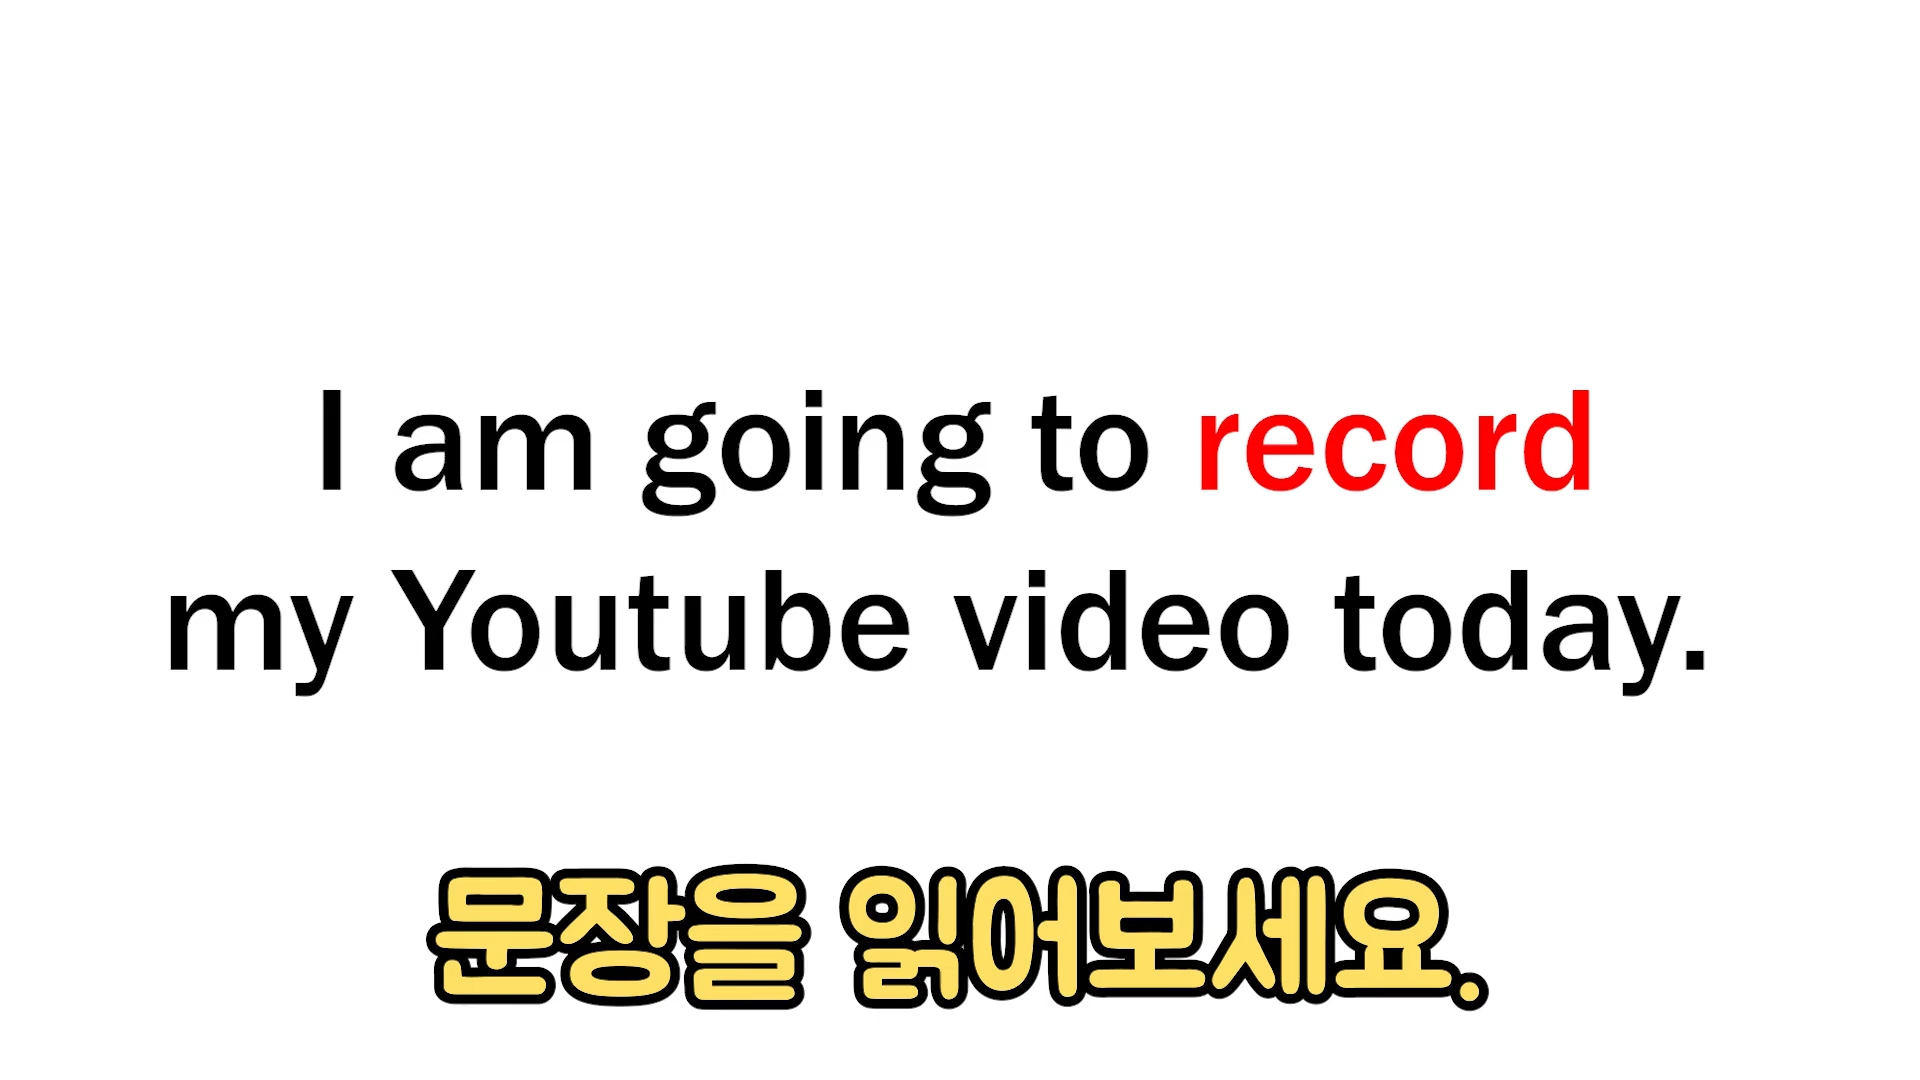 I am going to record
my Youtube video today.
문장을 읽어보세요.